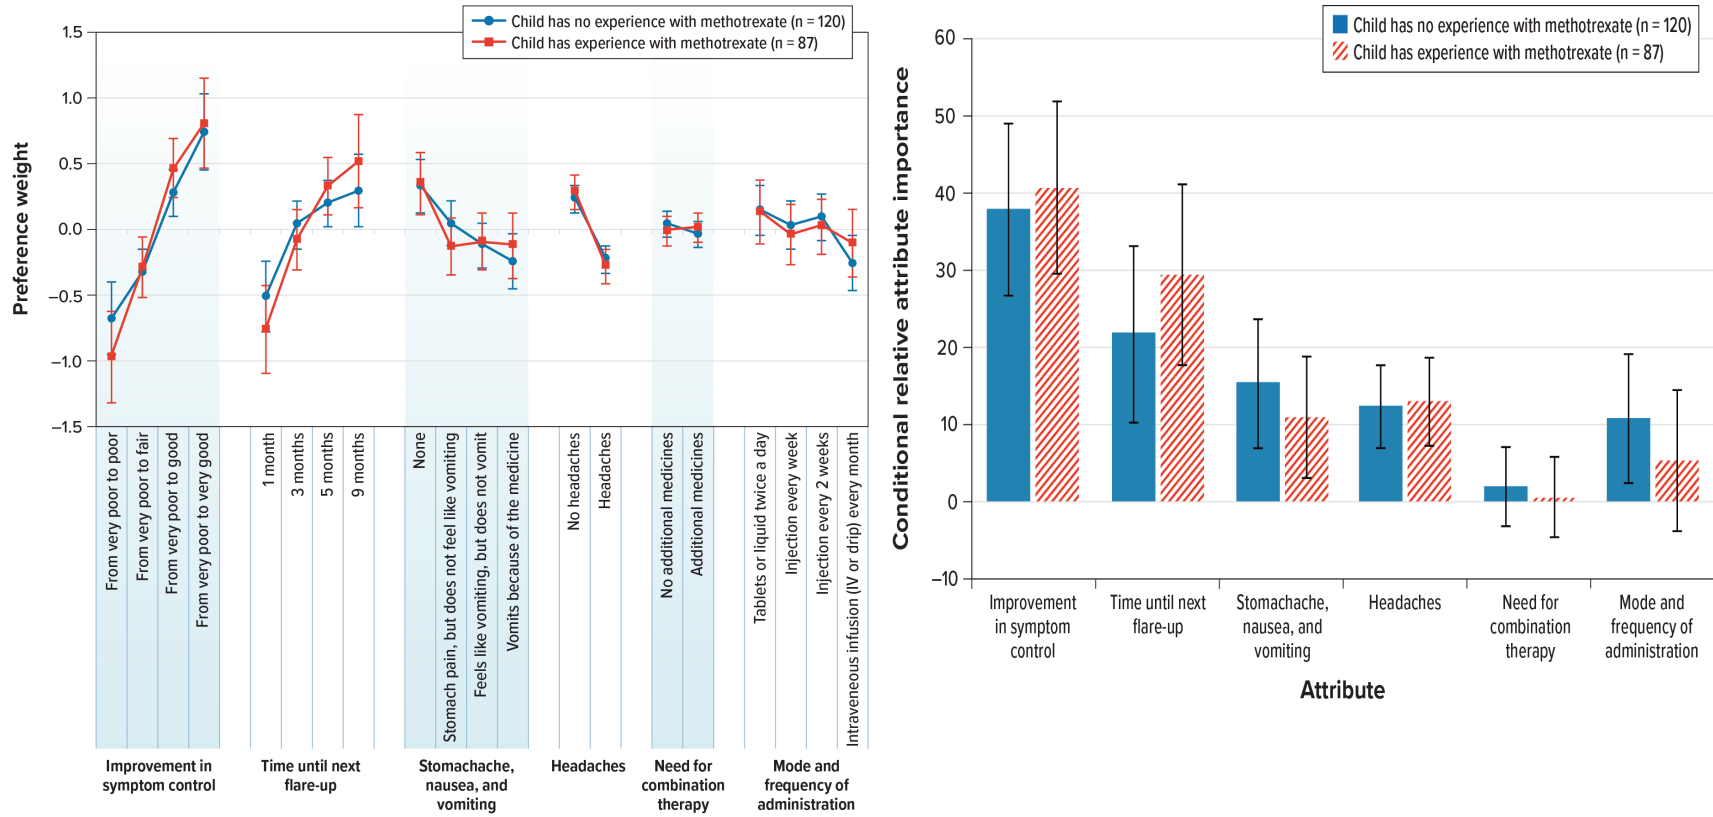 Child has no experience with methotrexate (n = 120)
Child has experience with methotrexate (n = 87)
Preference weight
1.5
1.0
0.5
0.0
–0.5
–1.0
–1.5
From very poor to poor
From very poor to fair
From very poor to good
From very poor to very good
1 month
3 months
5 months
9 months
None
Stomach pain, but does not feel like vomiting
Feels like vomiting, but does not vomit
Vomits because of the medicine
No headaches
Headaches
No additional medicines
Additional medicines
Tablets or liquid twice a day
Injection every week
Injection every 2 weeks
Intraveneous infusion (IV or drip) every month
Improvement in
symptom control
Time until next
flare-up
Stomachache,
nausea, and
vomiting
Headaches
Need for
combination
therapy
Mode and
frequency of
administration
Child has no experience with methotrexate (n = 120)
Child has experience with methotrexate (n = 87)
Conditional relative attribute importance
60
50
40
30
20
10
0
–10
Improvement
in symptom
control
Time until next
flare-up
Stomachache,
nausea, and
vomiting
Headaches
Need for
combination
therapy
Mode and
frequency of
administration
Attribute